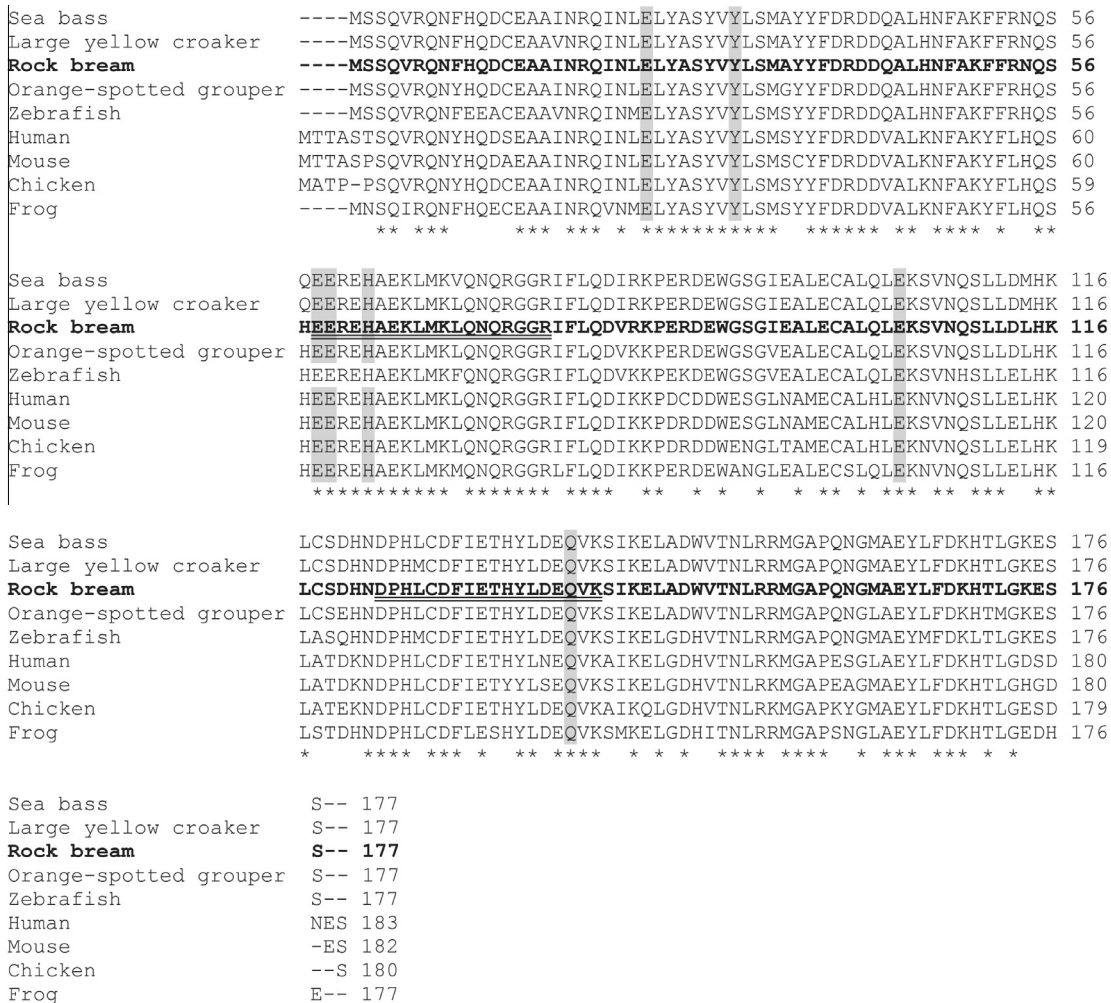 Sea bass ----MSSQVRQNFHQDCEAAINRQINLELYASYVYLSMAYYFDRDDQALHNFAKFFRNQS 56
Large yellow croaker ----MSSQVRQNFHQDCEAAVNRQINLELYASYVYLSMAYYFDRDDQALHNFAKFFRNQS 56
Rock bream ----MSSQVRQNFHQDCEAAINRQINLELYASYVYLSMAYYFDRDDQALHNFAKFFRNQS 56
Orange-spotted grouper ----MSSQVRQNYHQDCEAAINRQINLELYASYVYLSMGYYFDRDDQALHNFAKFFRHQS 56
Zebrafish ----MSSQVRQNFEEACEAAVNRQINMELYASYVYLSMSYYFDRDDQALHNFAKFFRHQS 56
Human MTTASTSQVRQNYHQDSEAAINRQINLELYASYVYLSMSYYFDRDDVALKNFAKYFLHQS 60
Mouse MTTASPSQVRQNYHQDAEAAINRQINLELYASYVYLSMSCYFDRDDVALKNFAKYFLHQS 60
Chicken MATP-PSQVRQNYHQDCEAAINRQINLELYASYVYLSMSYYFDRDDVALKNFAKYFLHQS 59
Frog ----MNSQIRQNFHQECEAAINRQVNMELYASYVYLSMSYYFDRDDVALKNFAKYFLHQS 56
** *** *** *** * *********** ****** ** **** * **
Sea bass QEEREHAEKLMKVQNQRGGRIFLQDIRKPERDEWGSGIEALECALQLEKSVNQSLLDMHK 116
Large yellow croaker QEEREHAEKLMKLQNQRGGRIFLQDIRKPERDEWGSGIEALECALQLEKSVNQSLLDMHK 116
Rock bream HEEREHAEKLMKLQNQRGGRIFLQDVRKPERDEWGSGIEALECALQLEKSVNQSLLDLHK 116
Orange-spotted grouper HEEREHAEKLMKLQNQRGGRIFLQDVKKPERDEWGSGVEALECALQLEKSVNQSLLDLHK 116
Zebrafish HEEREHAEKLMKFQNQRGGRIFLQDVKKPEKDEWGSGVEALECALQLEKSVNHSLLELHK 116
Human HEEREHAEKLMKLQNQRGGRIFLQDIKKPDCDDWESGLNAMECALHLEKNVNQSLLELHK 120
Mouse HEEREHAEKLMKLQNQRGGRIFLQDIKKPDRDDWESGLNAMECALHLEKSVNQSLLELHK 120
Chicken HEEREHAEKLMKLQNQRGGRIFLQDIKKPDRDDWENGLTAMECALHLEKNVNQSLLELHK 119
Frog HEEREHAEKLMKMQNQRGGRLFLQDIKKPERDEWANGLEALECSLQLEKNVNQSLLELHK 116
*********** ******* **** ** * * * * ** * *** ** *** **
Sea bass LCSDHNDPHLCDFIETHYLDEQVKSIKELADWVTNLRRMGAPQNGMAEYLFDKHTLGKES 176
Large yellow croaker LCSDHNDPHMCDFIETHYLDEQVKSIKELADWVTNLRRMGAPQNGMAEYLFDKHTLGKES 176
Rock bream LCSDHNDPHLCDFIETHYLDEQVKSIKELADWVTNLRRMGAPQNGMAEYLFDKHTLGKES 176
Orange-spotted grouper LCSEHNDPHLCDFIETHYLDEQVKSIKELADWVTNLRRMGAPQNGLAEYLFDKHTMGKES 176
Zebrafish LASQHNDPHMCDFIETHYLDEQVKSIKELGDWVTNLRRMGAPQNGMAEYMFDKLTLGKES 176
Human LATDKNDPHLCDFIETHYLNEQVKAIKELGDHVTNLRKMGAPESGLAEYLFDKHTLGDSD 180
Mouse LATDKNDPHLCDFIETYYLSEQVKSIKELGDHVTNLRKMGAPEAGMAEYLFDKHTLGHGD 180
Chicken LATEKNDPHLCDFIETHYLDEQVKAIKQLGDHVTNLRRMGAPKYGMAEYLFDKHTLGESD 179
Frog LSTDHNDPHLCDFLESHYLDEQVKSMKELGDHITNLRRMGAPSNGLAEYLFDKHTLGEDH 176
* **** *** * ** **** * * * **** **** * *** *** * *
Sea bass S-- 177
Large yellow croaker S-- 177
Rock bream S-- 177
Orange-spotted grouper S-- 177
Zebrafish S-- 177
Human NES 183
Mouse -ES 182
Chicken --S 180
Frog E-- 177